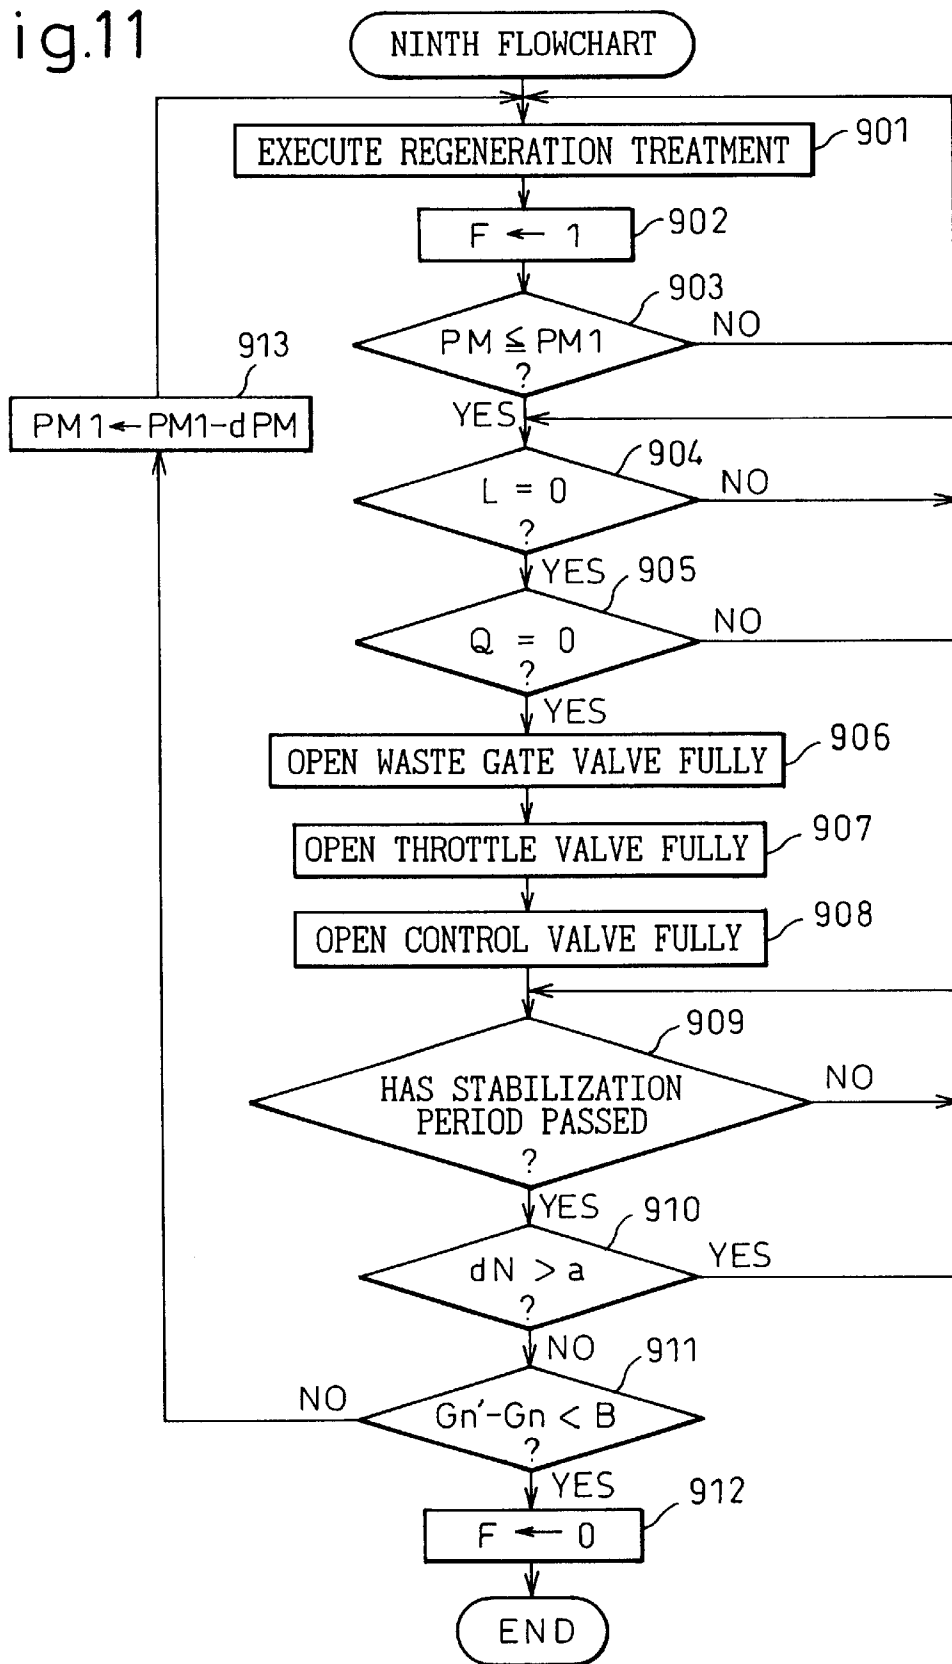 ig.11
NINTH FLOWCHART
EXECUTE REGENERATION TREATMENT
901
F ← 1
902
903
PM ≦ PM1
?
NO
YES
913
PM1←PM1-dPM
904
L = 0
?
NO
YES
905
Q = 0
?
NO
YES
OPEN WASTE GATE VALVE FULLY
906
OPEN THROTTLE VALVE FULLY
907
OPEN CONTROL VALVE FULLY
908
909
HAS STABILIZATION
PERIOD PASSED
?
NO
YES
910
dN > a
?
YES
NO
911
Gn'-Gn < B
?
NO
YES
912
F ← 0
END